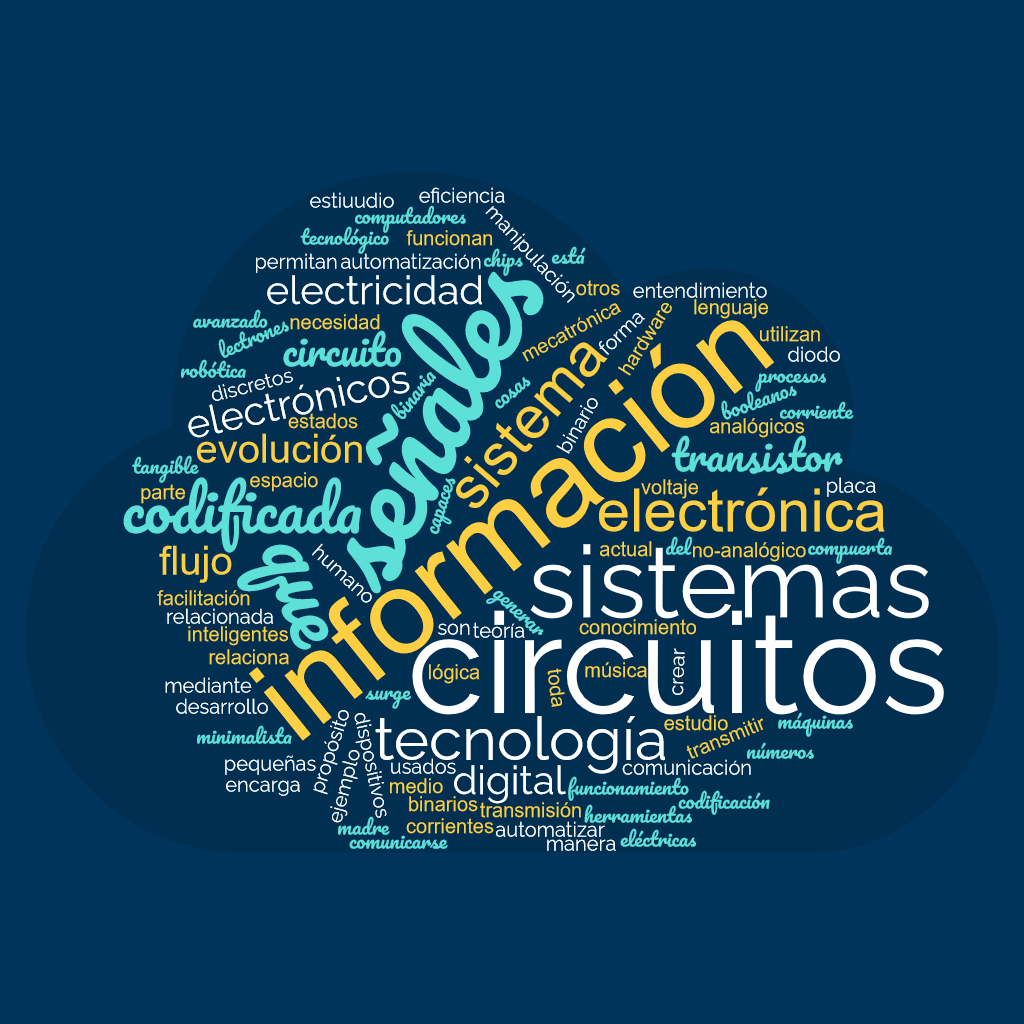 estiuudio
eficiencia
computadores
manipulación
tecnológico
funcionan
permitan
automatización
chips
está
electricidad
otros
entendimiento
avanzado
necesidad
señales
mecatrónica
forma
hardware
lenguaje
lectrones
circuito
información
utilizan
robótica
discretos
binaria
cosas
sistema
diodo
electrónicos
procesos
booleanos
estados
binario
corriente
evolución
analógicos
tangible
espacio
capaces
transistor
parte
codificada
voltaje
placa
electrónica
flujo
que
humano
actual
del
no-analógico
compuerta
facilitación
sistemas
relacionada
generar
inteligentes
son
teoría
conocimiento
relaciona
circuitos
lógica
toda
música
crear
mediante
surge
desarrollo
minimalista
propósito
dispositivos
tecnología
estudio
transmitir
máquinas
pequeñas
ejemplo
usados
comunicación
números
encarga
medio
digital
funcionamiento
binarios
transmisión
codificación
madre
corrientes
automatizar
herramientas
comunicarse
manera
eléctricas